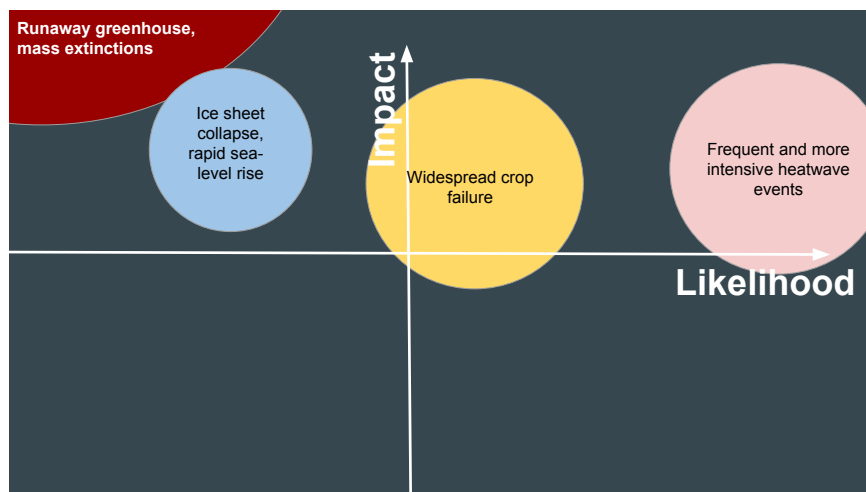 Runaway greenhouse,
mass extinctions
Ice sheet
collapse,
rapid sea-
level rise
Impact
Widespread crop
failure
Frequent and more
intensive heatwave
events
Likelihood